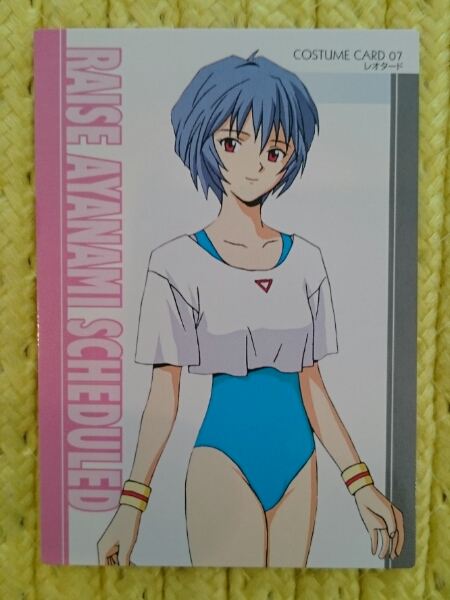 COSTUME CARD 07
レオタード
RAISE AYANAMI SCHEDULED